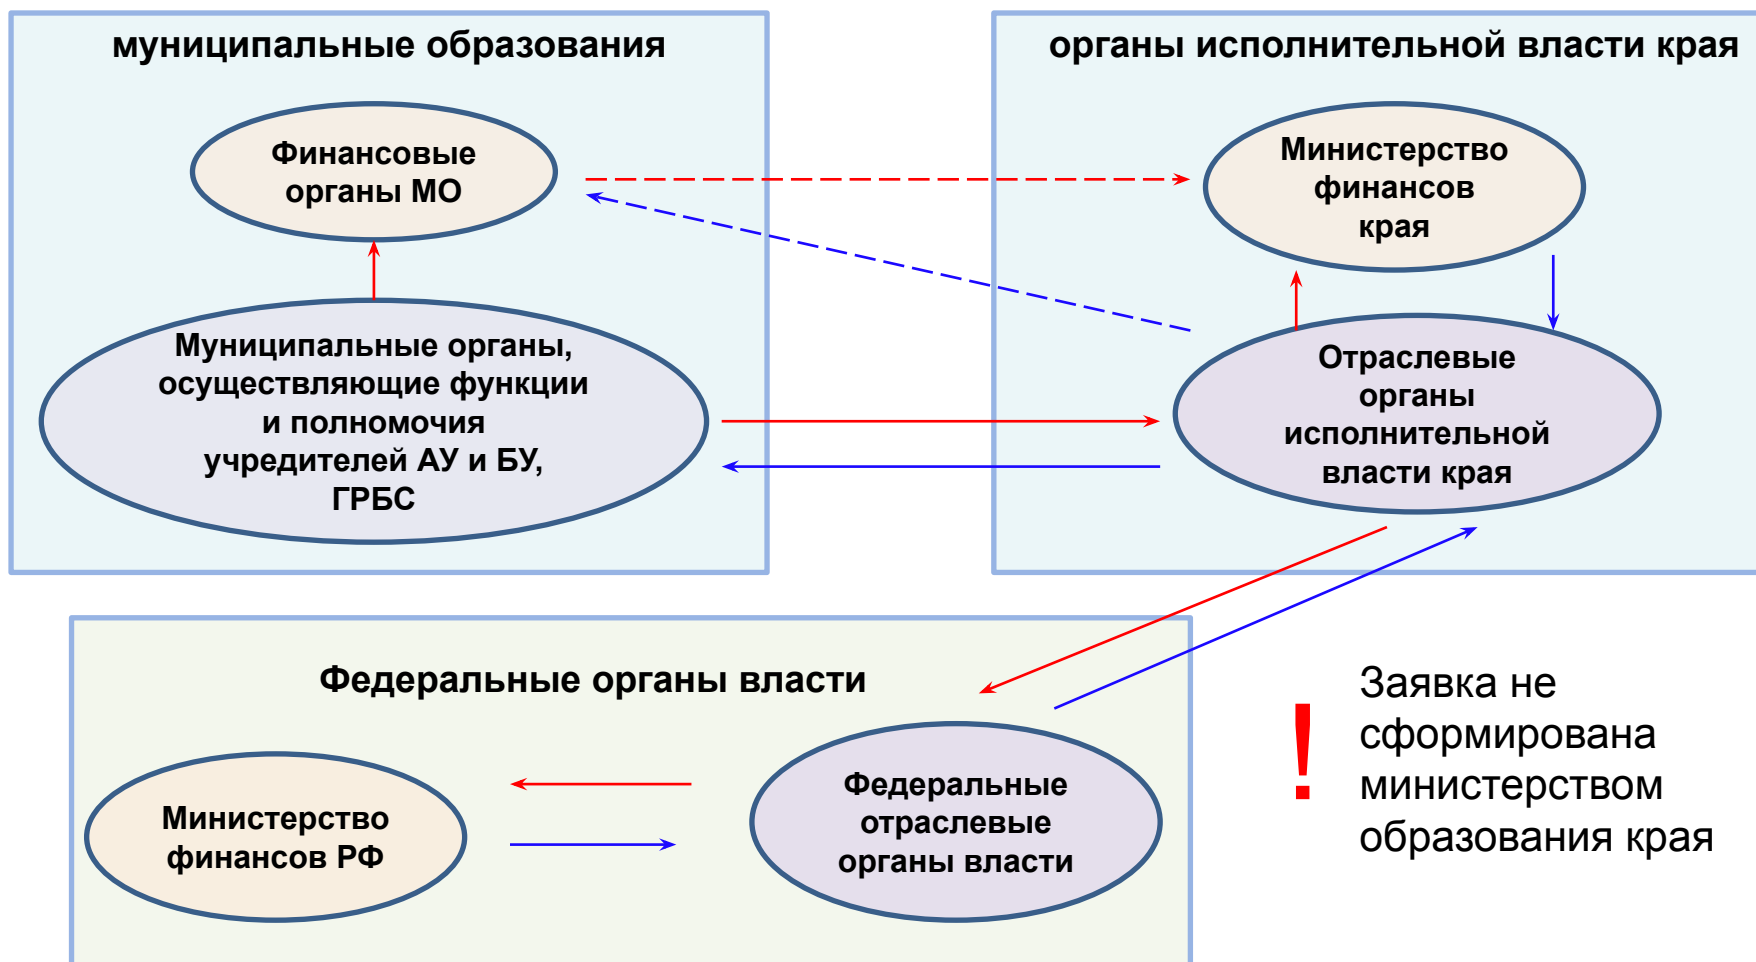 муниципальные образования
Финансовые
органы МО
Муниципальные органы,
осуществляющие функции
и полномочия
учредителей АУ и БУ,
ГРБС
органы исполнительной власти края
Министерство
финансов
края
Отраслевые
органы
исполнительной
власти края
Федеральные органы власти
Министерство
финансов РФ
Федеральные
отраслевые
органы власти
!
Заявка не
сформирована
министерством
образования края